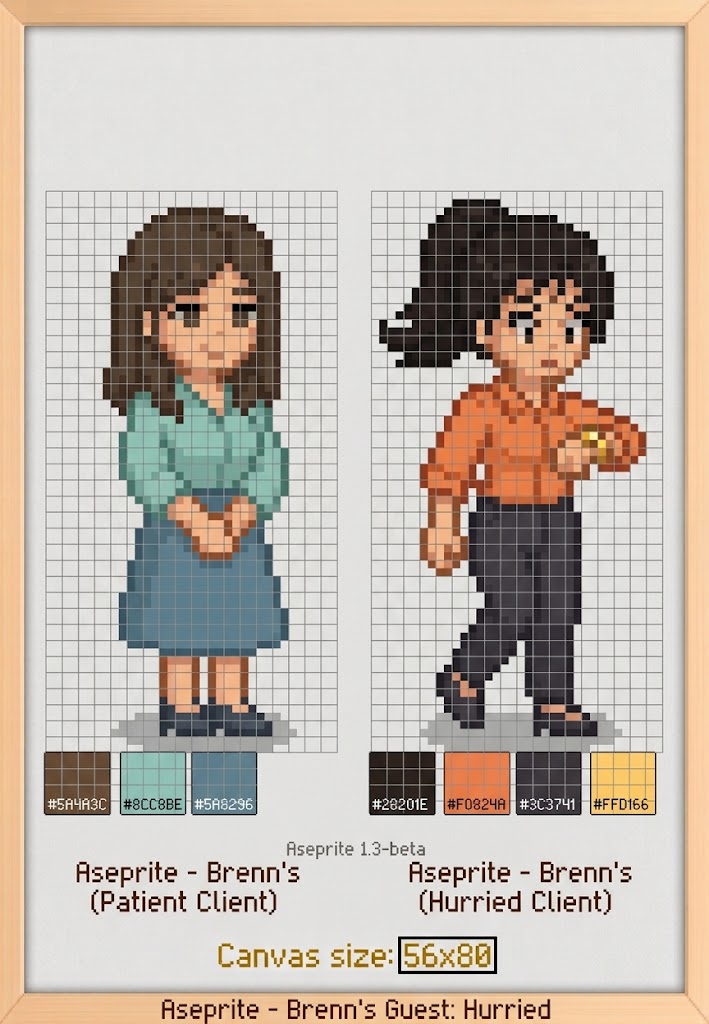 #5A4A3C #8CC8BE #5A8296 #28201E #F0824A #3C3741 #FFD166
Aseprite 1.3-beta
Aseprite - Brenn's
(Patient Client)
Aseprite - Brenn's
(Hurried Client)
Canvas size: 56x80
Aseprite - Brenn's Guest: Hurried